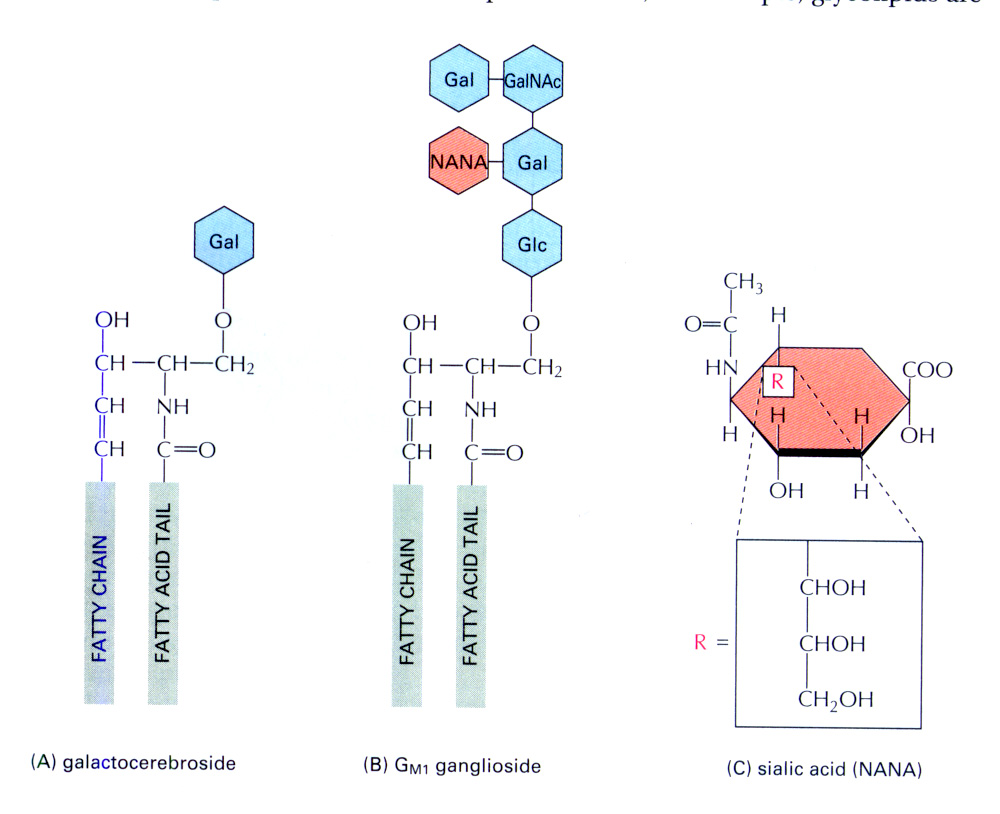 glycolipids are
Gal
GalNAc
NANA
Gal
Glc
Gal
OH
O
CH
CH
CH2
CH
NH
CH
C=O
FATTY CHAIN
FATTY ACID TAIL
OH
O
CH
CH
CH2
CH
NH
CH
C=O
FATTY CHAIN
FATTY ACID TAIL
CH3
O=C
H
HN
R
COO
H
H
H
OH
OH
H
R =
CHOH
CHOH
CH2OH
(A) galactocerebroside
(B) GM1 ganglioside
(C) sialic acid (NANA)